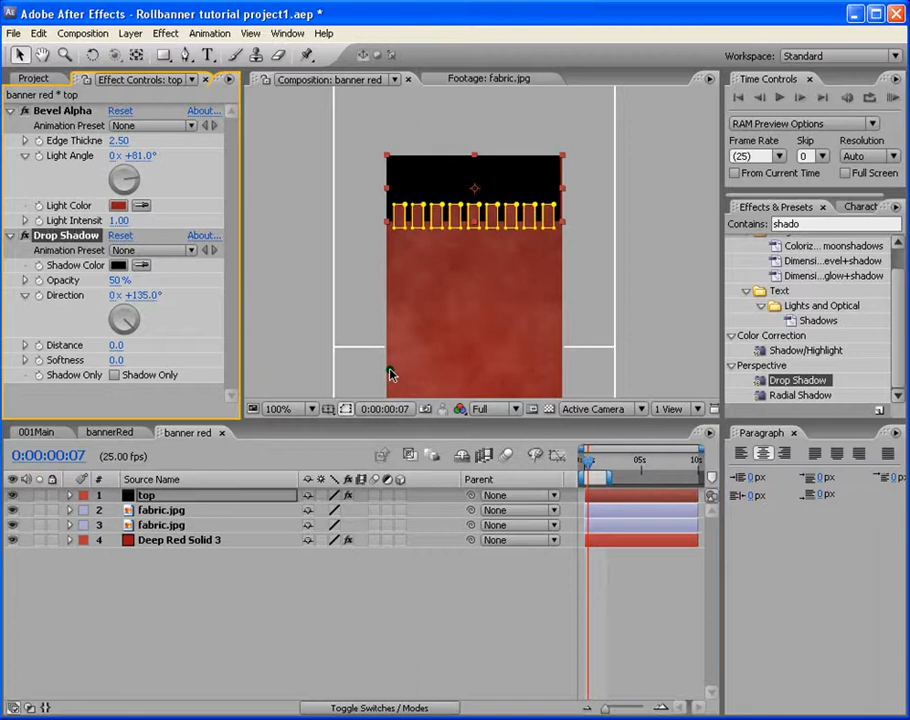 Adobe After Effects - Rollbanner tutorial project1.aep *
File Edit Composition Layer Effect Animation View Window Help
Workspace: Standard
Project Effect Controls: top
Composition: banner red Footage: fabric.jpg
Time Controls
banner red * top
fx Bevel Alpha Reset About...
Animation Preset None
Edge Thickne 2.50
Light Angle 0 x +61.0°
Light Color
Light Intensit 1.00
fx Drop Shadow Reset About...
Animation Preset None
Shadow Color
Opacity 50 %
Direction 0 x +135.0°
Distance 0.0
Softness 0.0
Shadow Only Shadow Only
RAM Preview Options
Frame Rate Skip Resolution
(25) 0 Auto
From Current Time Full Screen
Effects & Presets Charact
Contains: shado
Coloriz... moonshadows
Dimensi...evel+shadow
Dimensi...glow+shadow
Text
Lights and Optical
Shadows
Color Correction
Shadow/Highlight
Perspective
Drop Shadow
Radial Shadow
100% 0:00:00:07 Full Active Camera 1 View
001Main bannerRed banner red
Paragraph
0:00:00:07 (25.00 fps)
05s 10s
# Source Name Parent
1 top fx None
2 fabric.jpg None
3 fabric.jpg None
4 Deep Red Solid 3 fx None
0 px 0 px 0 px
0 px 0 px
Toggle Switches / Modes